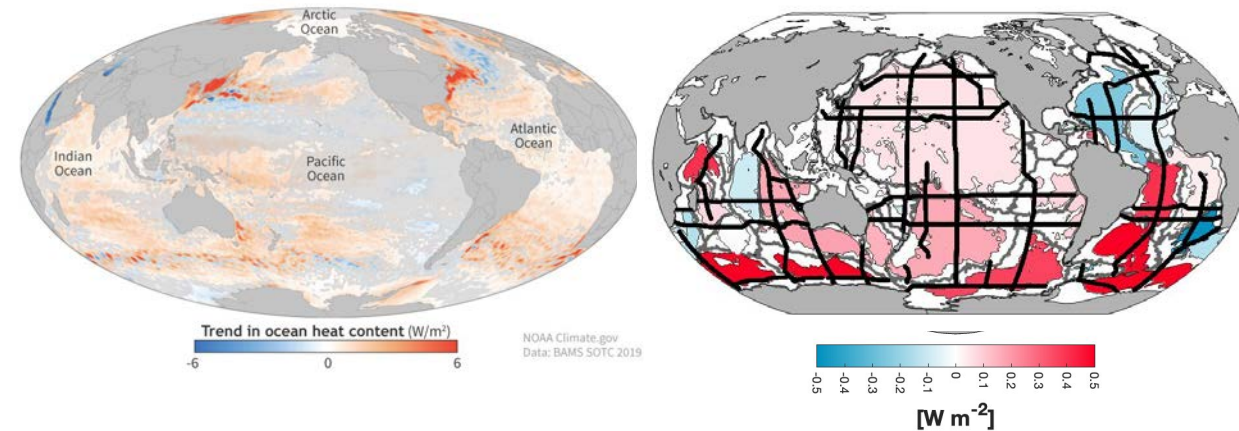 Arctic
Ocean
Indian
Ocean
Pacific
Ocean
Atlantic
Ocean
Trend in ocean heat content (W/m²)
-6
0
6
NOAA Climate.gov
Data: BAMS SOTC 2019
-0.5
-0.4
-0.3
-0.2
-0.1
0
0.1
0.2
0.3
0.4
0.5
[W m⁻²]